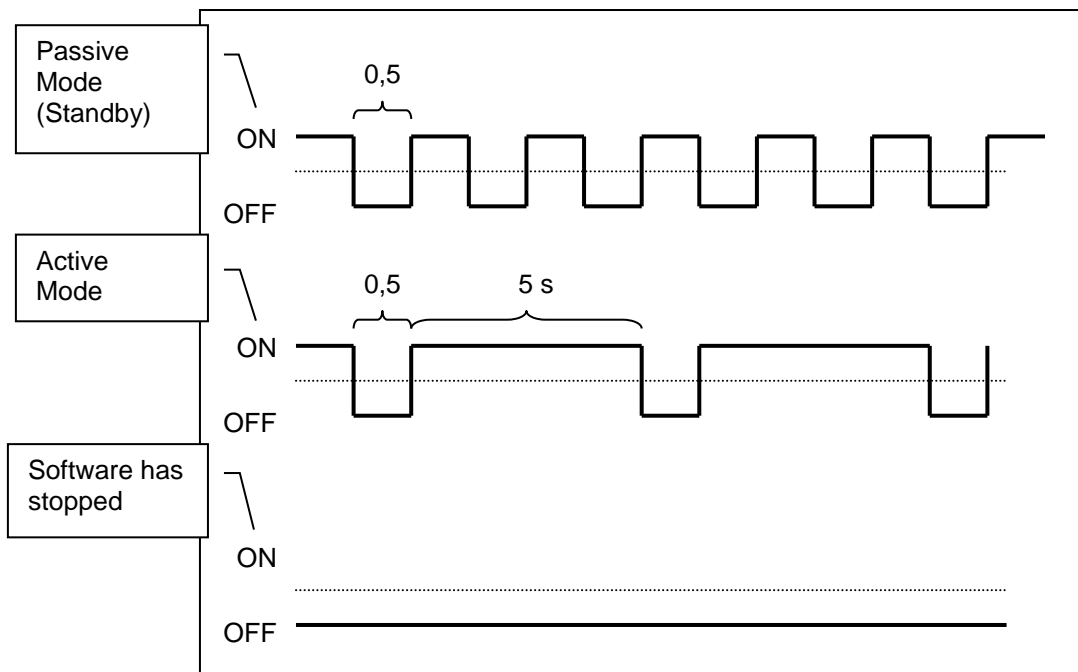 Passive
Mode
(Standby)
0,5
ON
OFF
Active
Mode
0,5
5 s
ON
OFF
Software has
stopped
ON
OFF